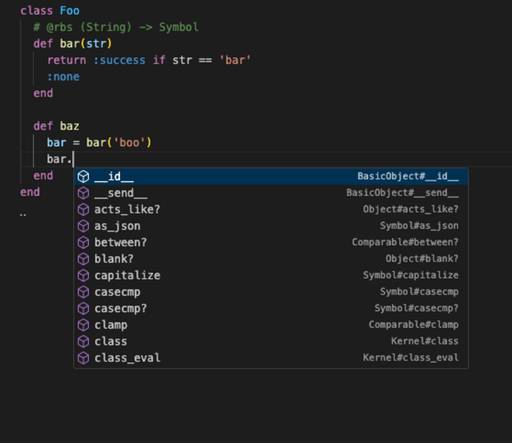 class Foo
  # @rbs (String) -> Symbol
  def bar(str)
    return :success if str == 'bar'
    :none
  end

  def baz
    bar = bar('boo')
    bar.
  end
end
..
__id__ BasicObject#__id__
__send__ BasicObject#__send__
acts_like? Object#acts_like?
as_json Symbol#as_json
between? Comparable#between?
blank? Object#blank?
capitalize Symbol#capitalize
casecmp Symbol#casecmp
casecmp? Symbol#casecmp?
clamp Comparable#clamp
class Kernel#class
class_eval Kernel#class_eval